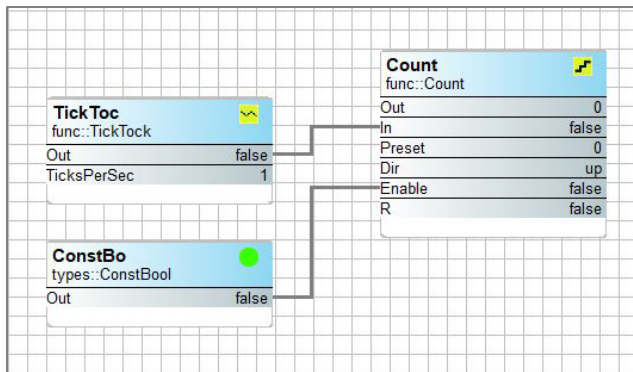 TickToc
func::TickTock
Out false
TicksPerSec 1
ConstBo
types::ConstBool
Out false
Count
func::Count
Out 0
In false
Preset 0
Dir up
Enable false
R false